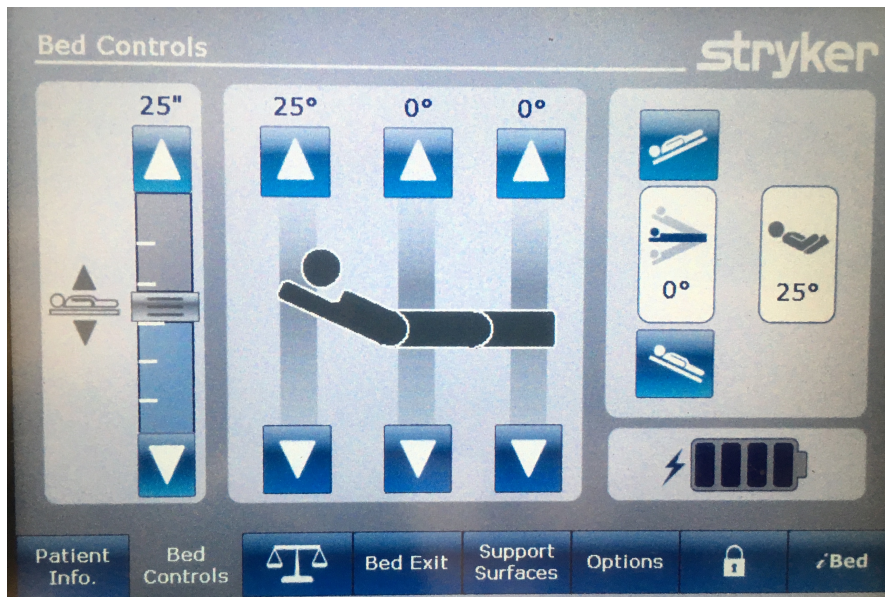 Bed Controls
stryker
25"
25°
0°
0°
0°
25°
Patient
Info.
Bed
Controls
Bed Exit
Support
Surfaces
Options
iBed